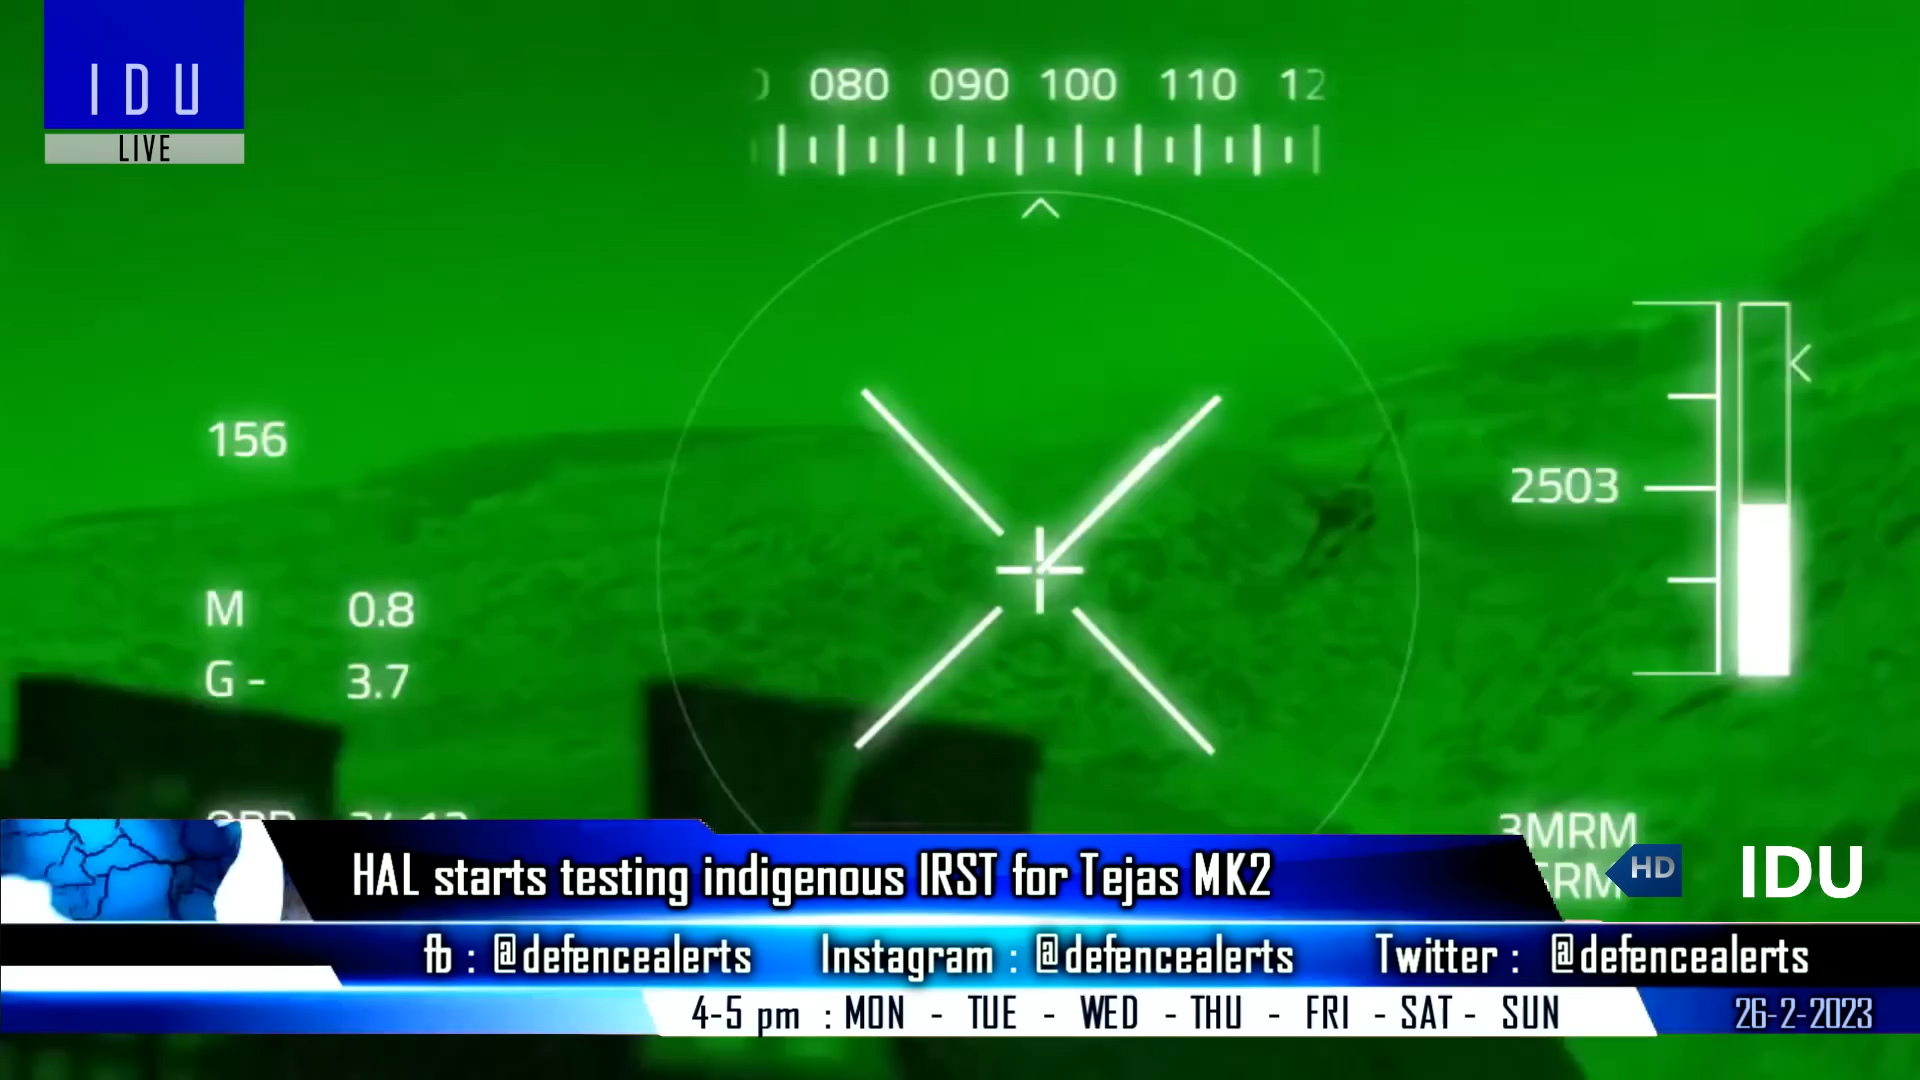 IDU
LIVE
080 090 100 110 12
156
2503
M 0.8
G - 3.7
3MRM
HAL starts testing indigenous IRST for Tejas MK2
HD
IDU
fb : @defencealerts Instagram : @defencealerts Twitter : @defencealerts
4-5 pm : MON - TUE - WED - THU - FRI - SAT - SUN
26-2-2023